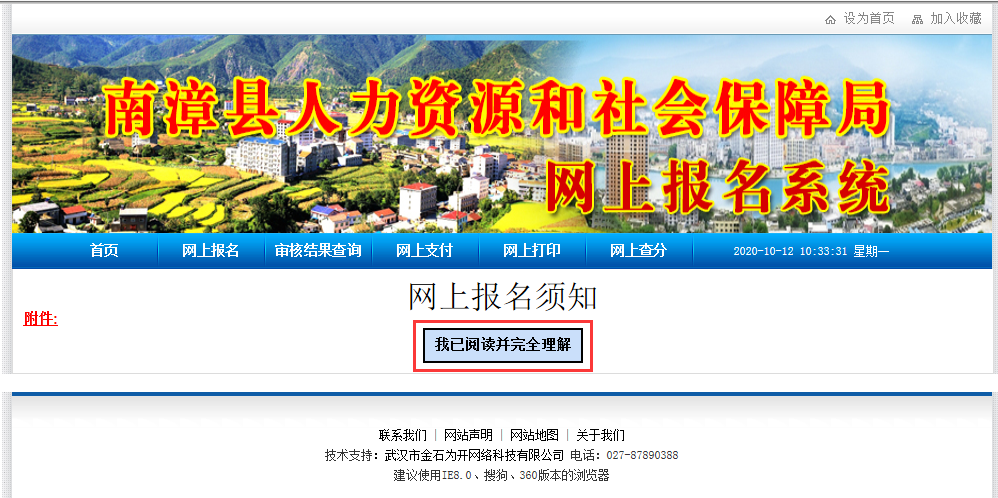 设为首页 加入收藏
南漳县人力资源和社会保障局
网上报名系统
首页 网上报名 审核结果查询 网上支付 网上打印 网上查分 2020-10-12 10:33:31 星期一
网上报名须知
附件:
我已阅读并完全理解
联系我们 | 网站声明 | 网站地图 | 关于我们
技术支持：武汉市金石为开网络科技有限公司 电话：027-87890388
建议使用IE8.0、搜狗、360版本的浏览器